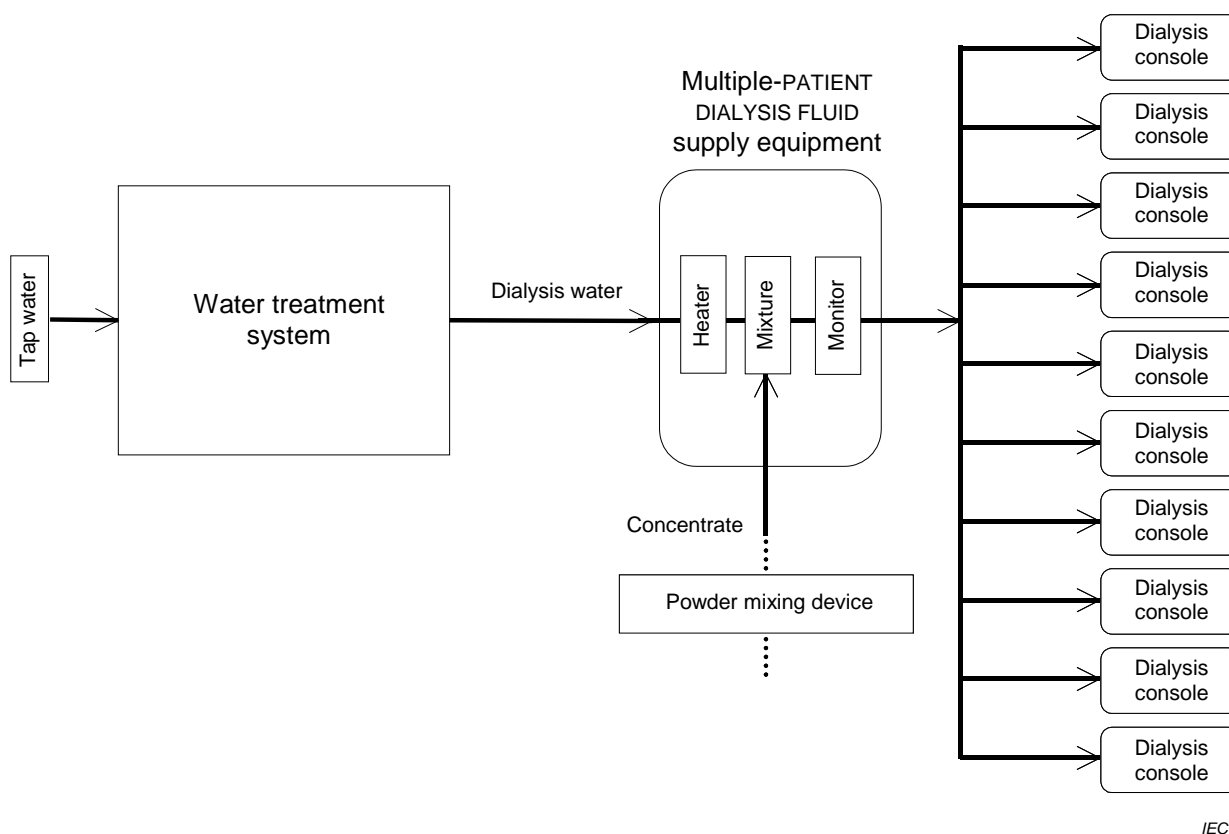 Multiple-PATIENT
DIALYSIS FLUID
supply equipment
Tap water
Water treatment
system
Dialysis water
Heater
Mixture
Monitor
Concentrate
Powder mixing device
Dialysis
console
Dialysis
console
Dialysis
console
Dialysis
console
Dialysis
console
Dialysis
console
Dialysis
console
Dialysis
console
Dialysis
console
Dialysis
console
IEC